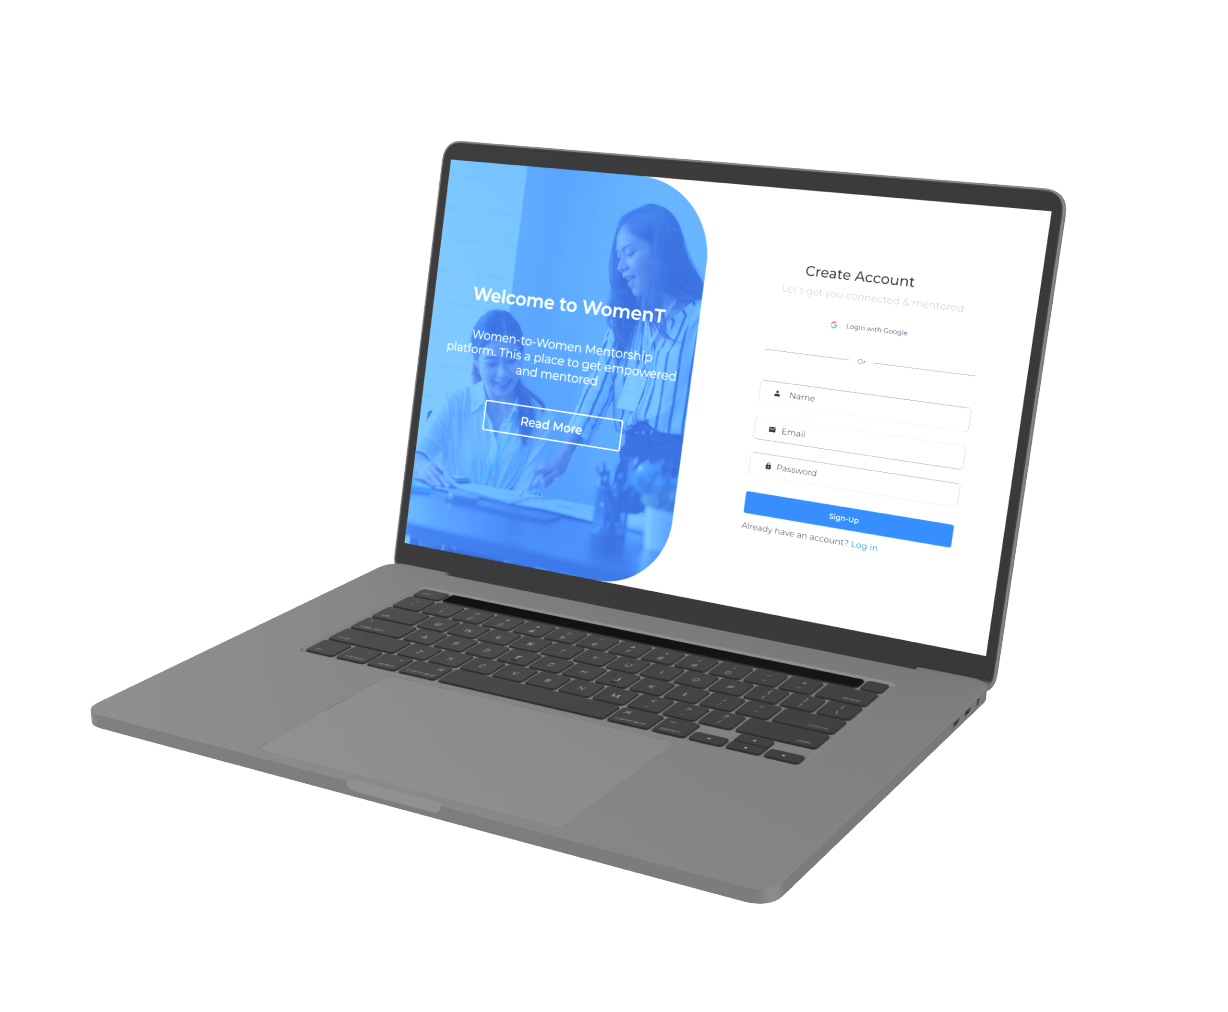 Welcome to WomenT
Women-to-Women Mentorship
platform. This a place to get empowered
and mentored
Read More
Create Account
Let's get you connected & mentored
Login with Google
Or
Name
Email
Password
Sign-Up
Already have an account? Log in